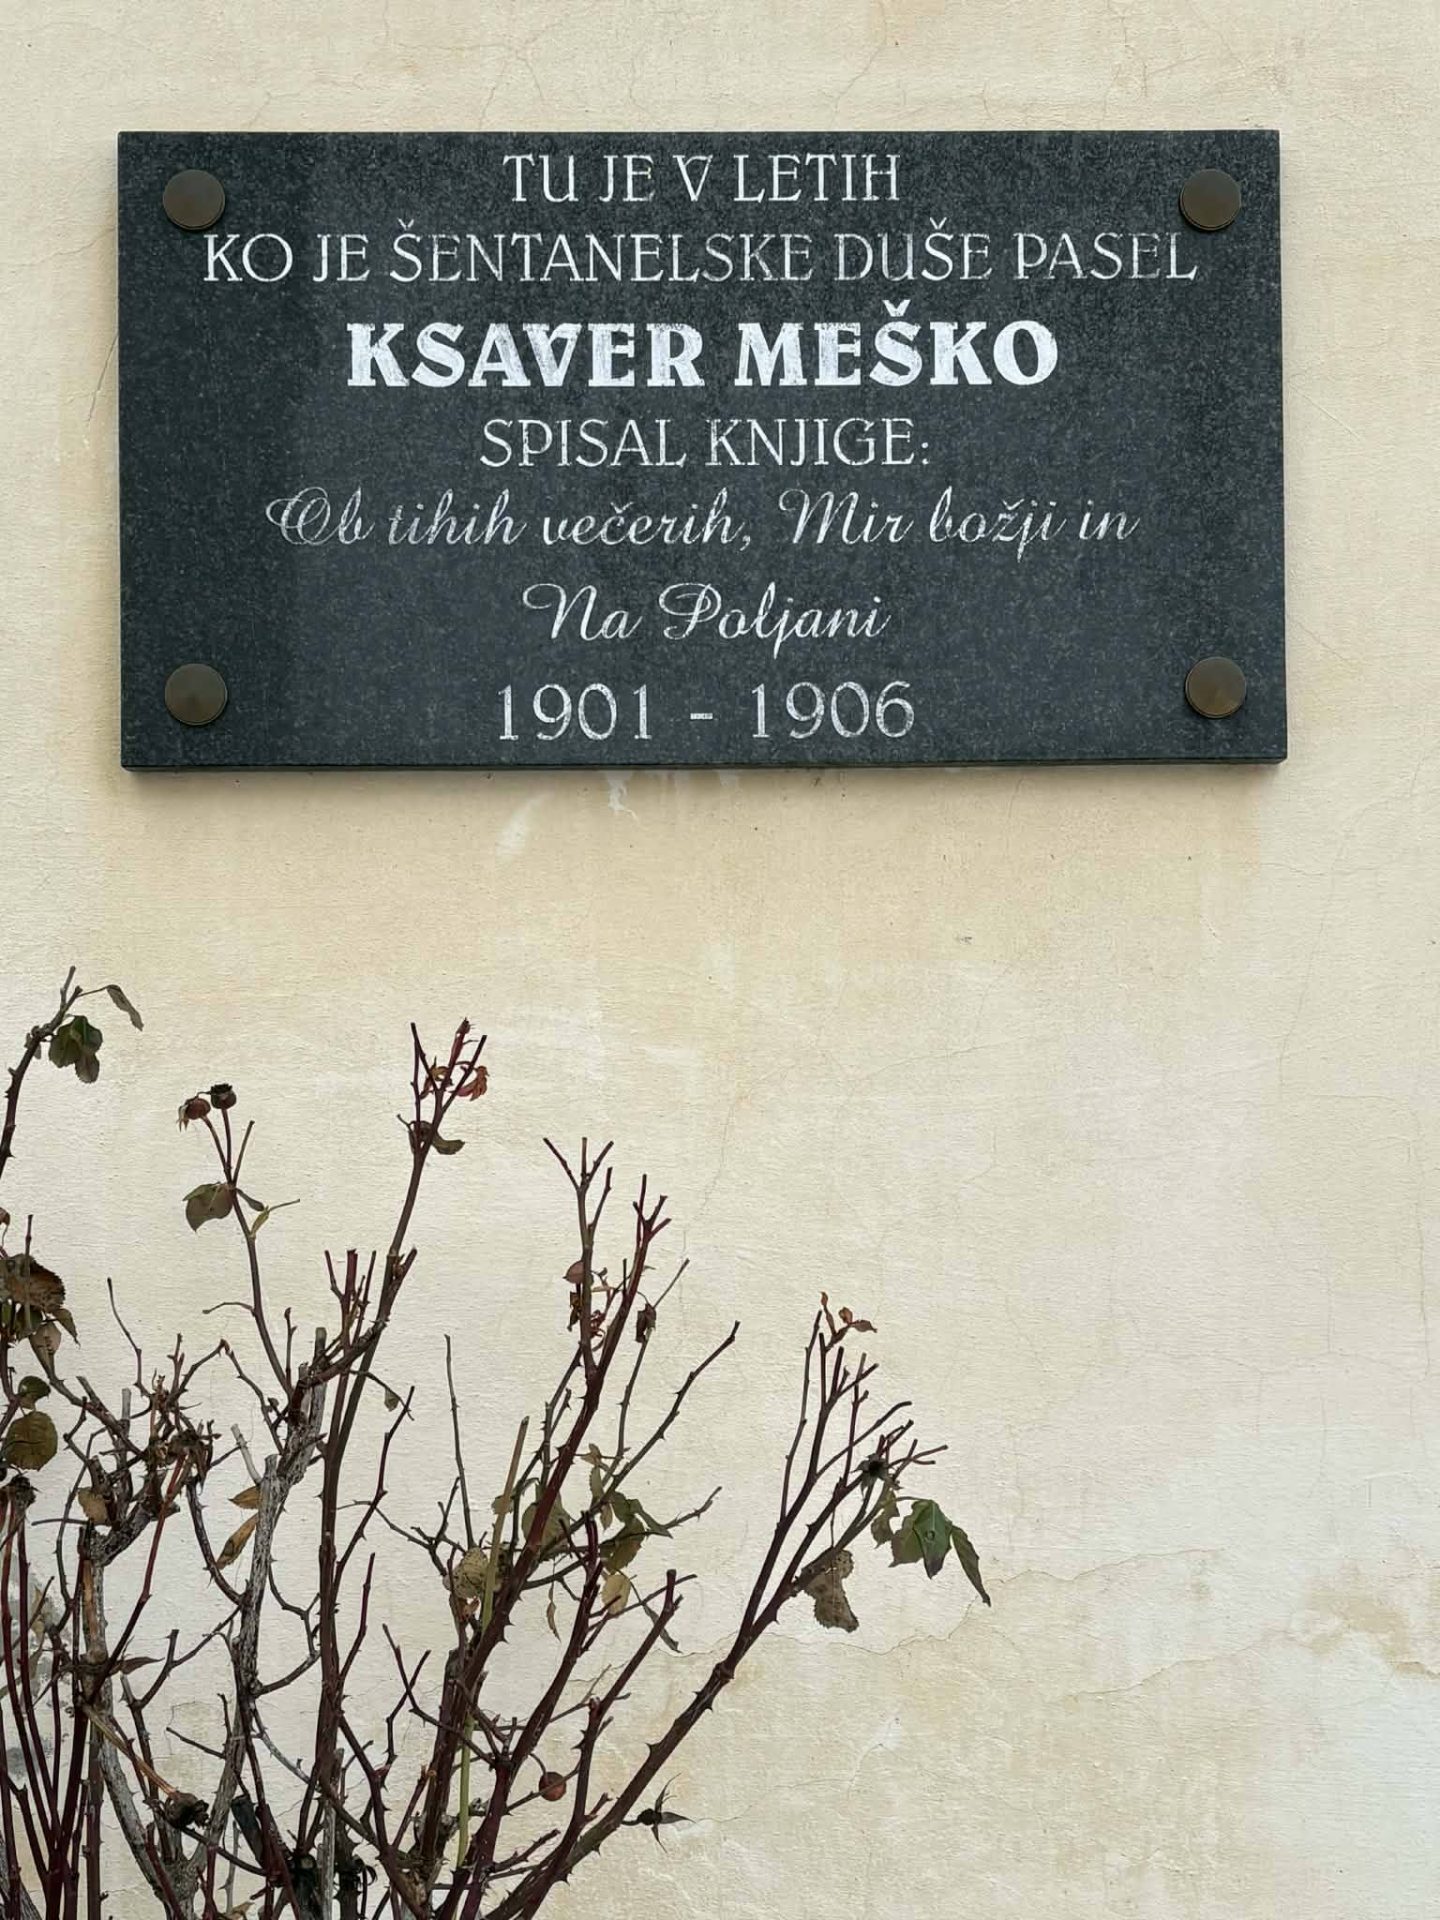 TU JE V LETIH
KO JE ŠENTANELSKE DUŠE PASEL
KSAVER MEŠKO
SPISAL KNJIGE:
Ob tihih večerih, Mir božji in
Na Poljani
1901 - 1906